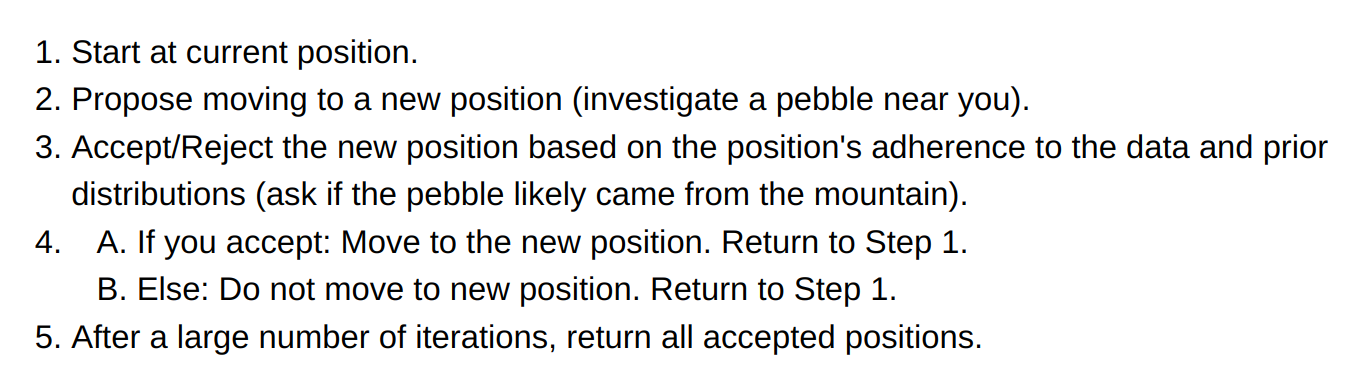 1. Start at current position.
2. Propose moving to a new position (investigate a pebble near you).
3. Accept/Reject the new position based on the position's adherence to the data and prior
distributions (ask if the pebble likely came from the mountain).
4. A. If you accept: Move to the new position. Return to Step 1.
B. Else: Do not move to new position. Return to Step 1.
5. After a large number of iterations, return all accepted positions.